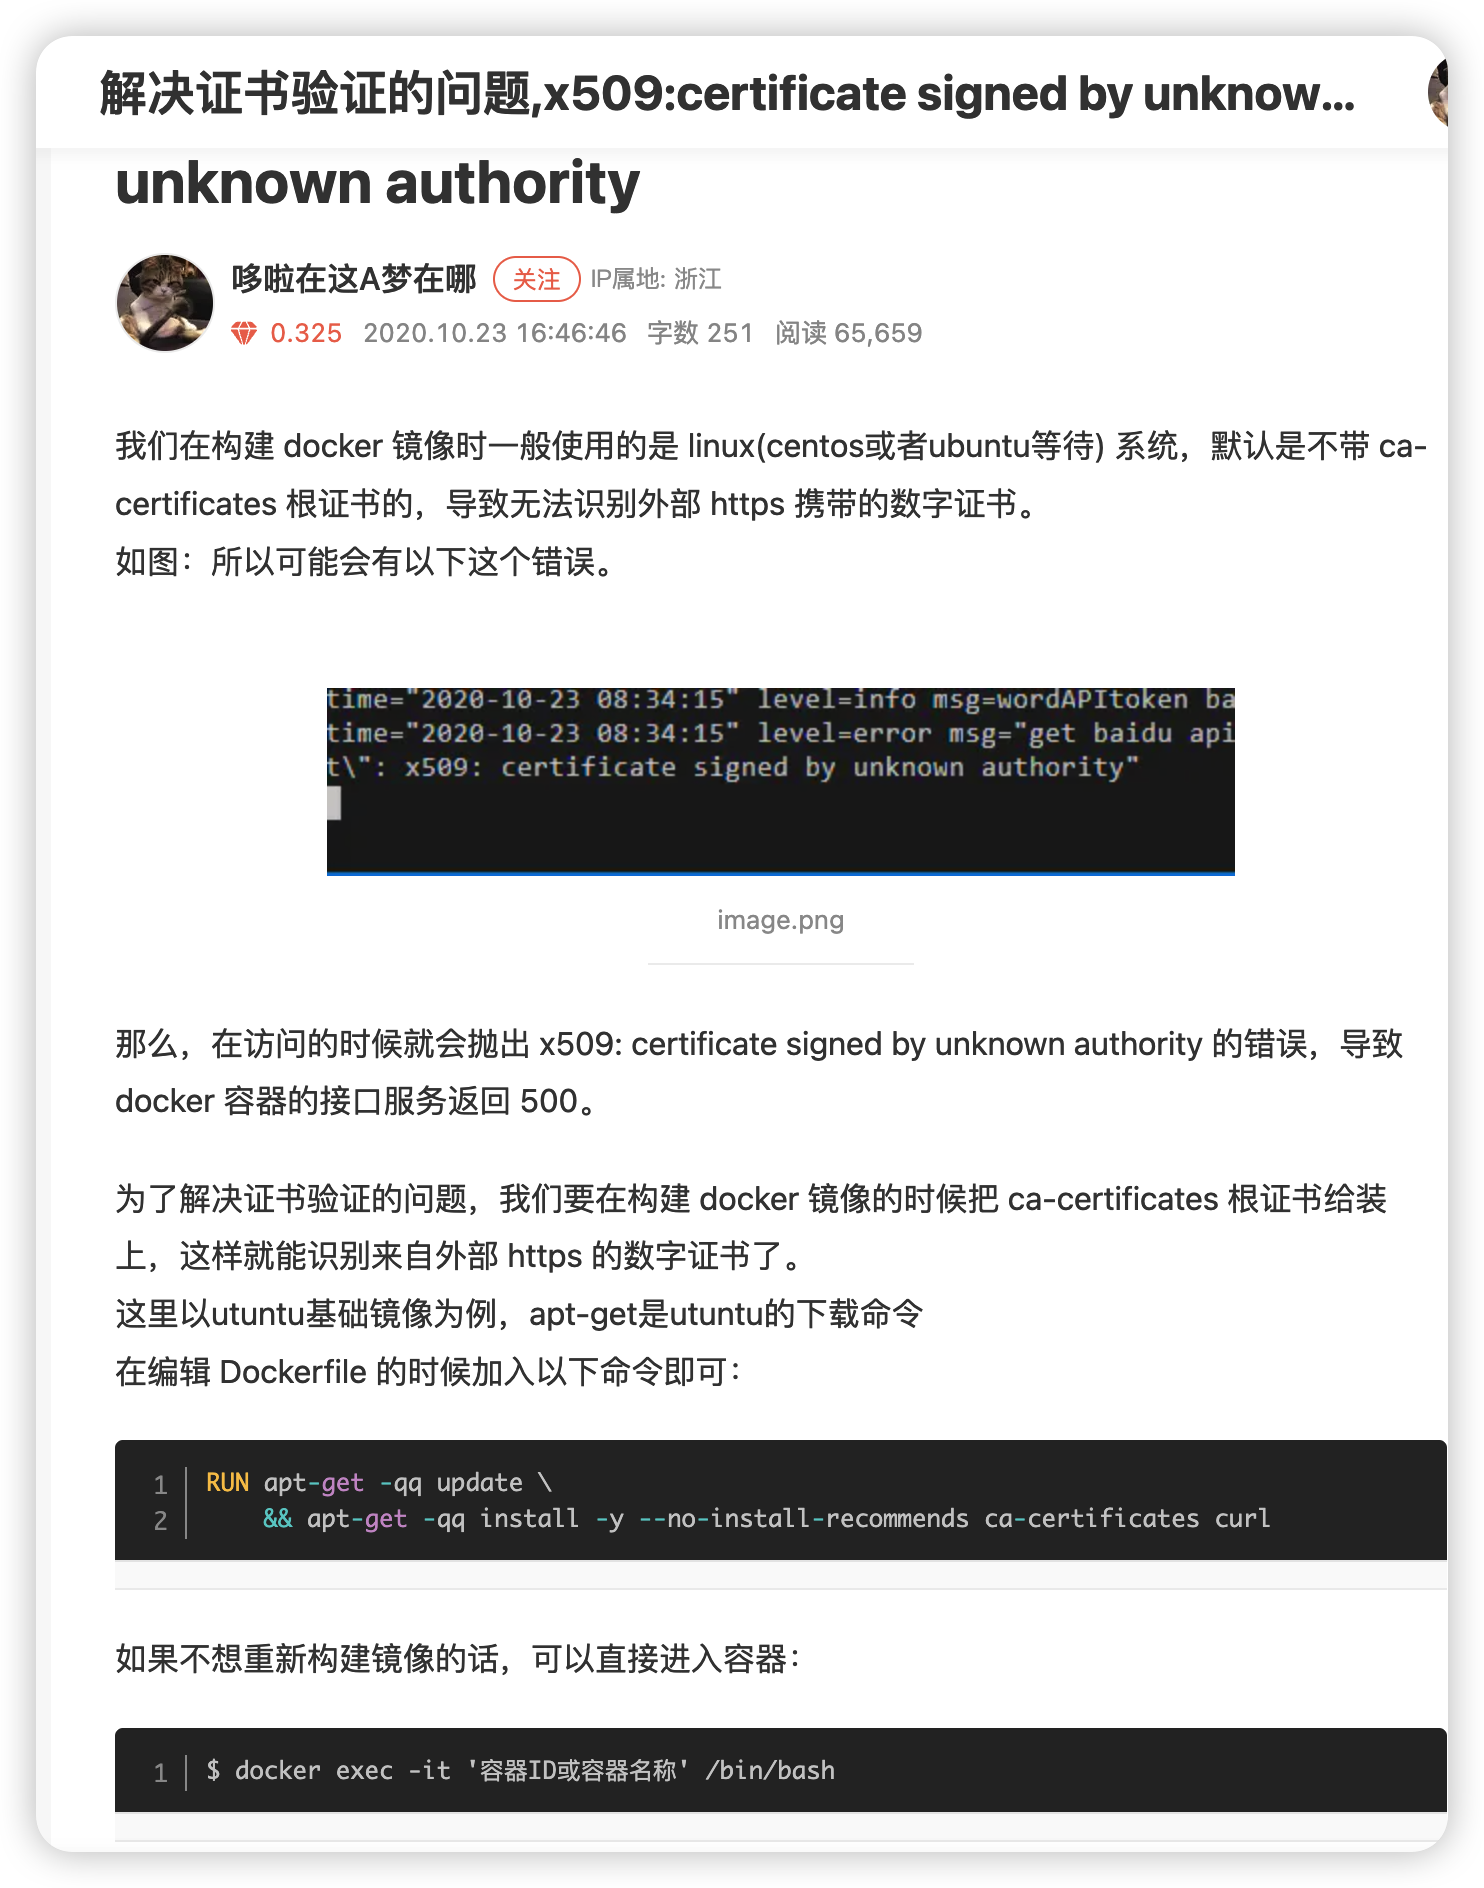 解决证书验证的问题,x509:certificate signed by unknow...
unknown authority
哆啦在这A梦在哪 关注 IP属地: 浙江
0.325 2020.10.23 16:46:46 字数 251 阅读 65,659
我们在构建 docker 镜像时一般使用的是 linux(centos或者ubuntu等待) 系统，默认是不带 ca-
certificates 根证书的，导致无法识别外部 https 携带的数字证书。
如图：所以可能会有以下这个错误。
time="2020-10-23 08:34:15" level=info msg=wordAPItoken ba
time="2020-10-23 08:34:15" level=error msg="get baidu api
t\": x509: certificate signed by unknown authority"
image.png
那么，在访问的时候就会抛出 x509: certificate signed by unknown authority 的错误，导致
docker 容器的接口服务返回 500。
为了解决证书验证的问题，我们要在构建 docker 镜像的时候把 ca-certificates 根证书给装
上，这样就能识别来自外部 https 的数字证书了。
这里以utuntu基础镜像为例，apt-get是utuntu的下载命令
在编辑 Dockerfile 的时候加入以下命令即可：
1 RUN apt-get -qq update \
2 && apt-get -qq install -y --no-install-recommends ca-certificates curl
如果不想重新构建镜像的话，可以直接进入容器：
1 $ docker exec -it '容器ID或容器名称' /bin/bash